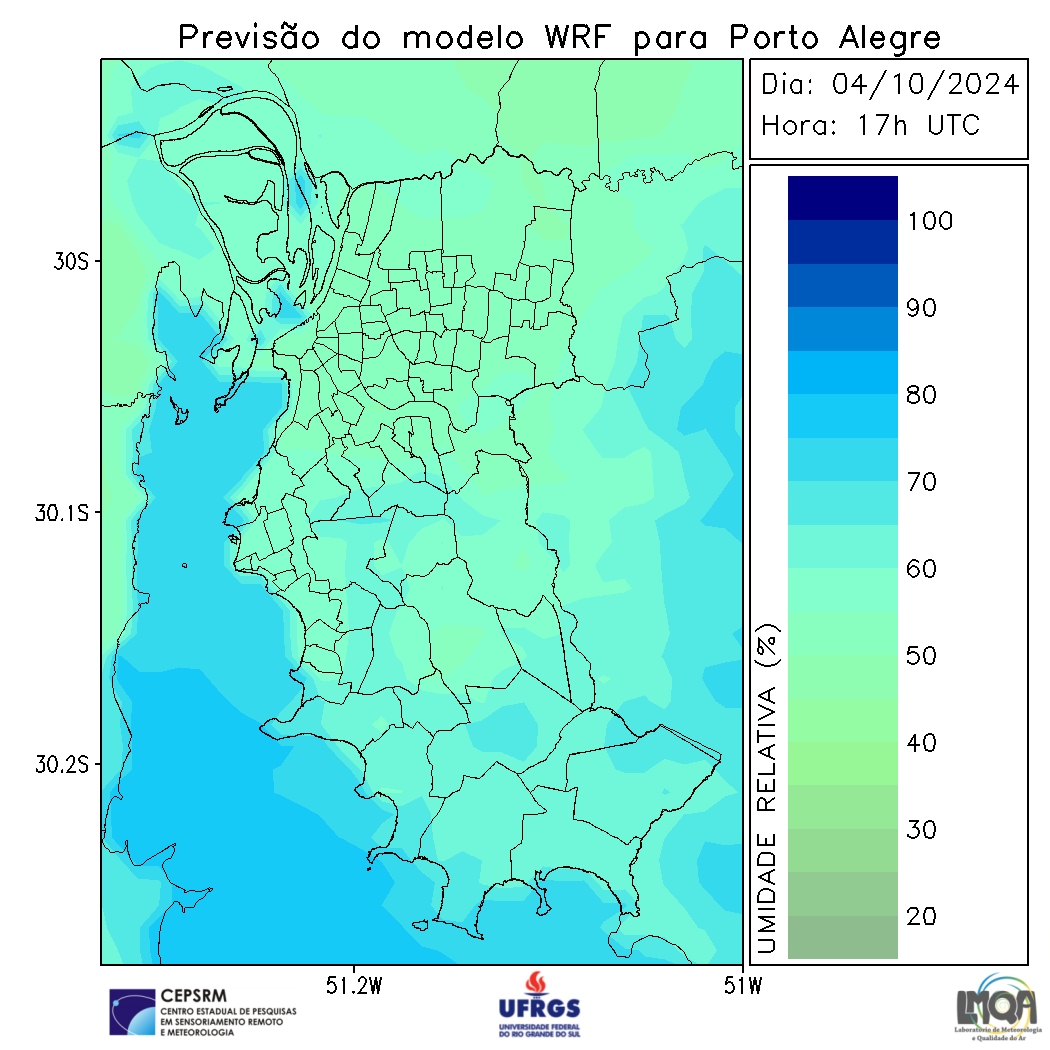 Previsão do modelo WRF para Porto Alegre
Dia: 04/10/2024
Hora: 17h UTC
30S
30.1S
30.2S
51.2W
51W
100
90
80
70
60
50
40
30
20
UMIDADE RELATIVA (%)
CEPSRM
CENTRO ESTADUAL DE PESQUISAS
EM SENSORIAMENTO REMOTO
E METEOROLOGIA
UFRGS
UNIVERSIDADE FEDERAL
DO RIO GRANDE DO SUL
LMQA
Laboratório de Meteorologia
e Qualidade do Ar